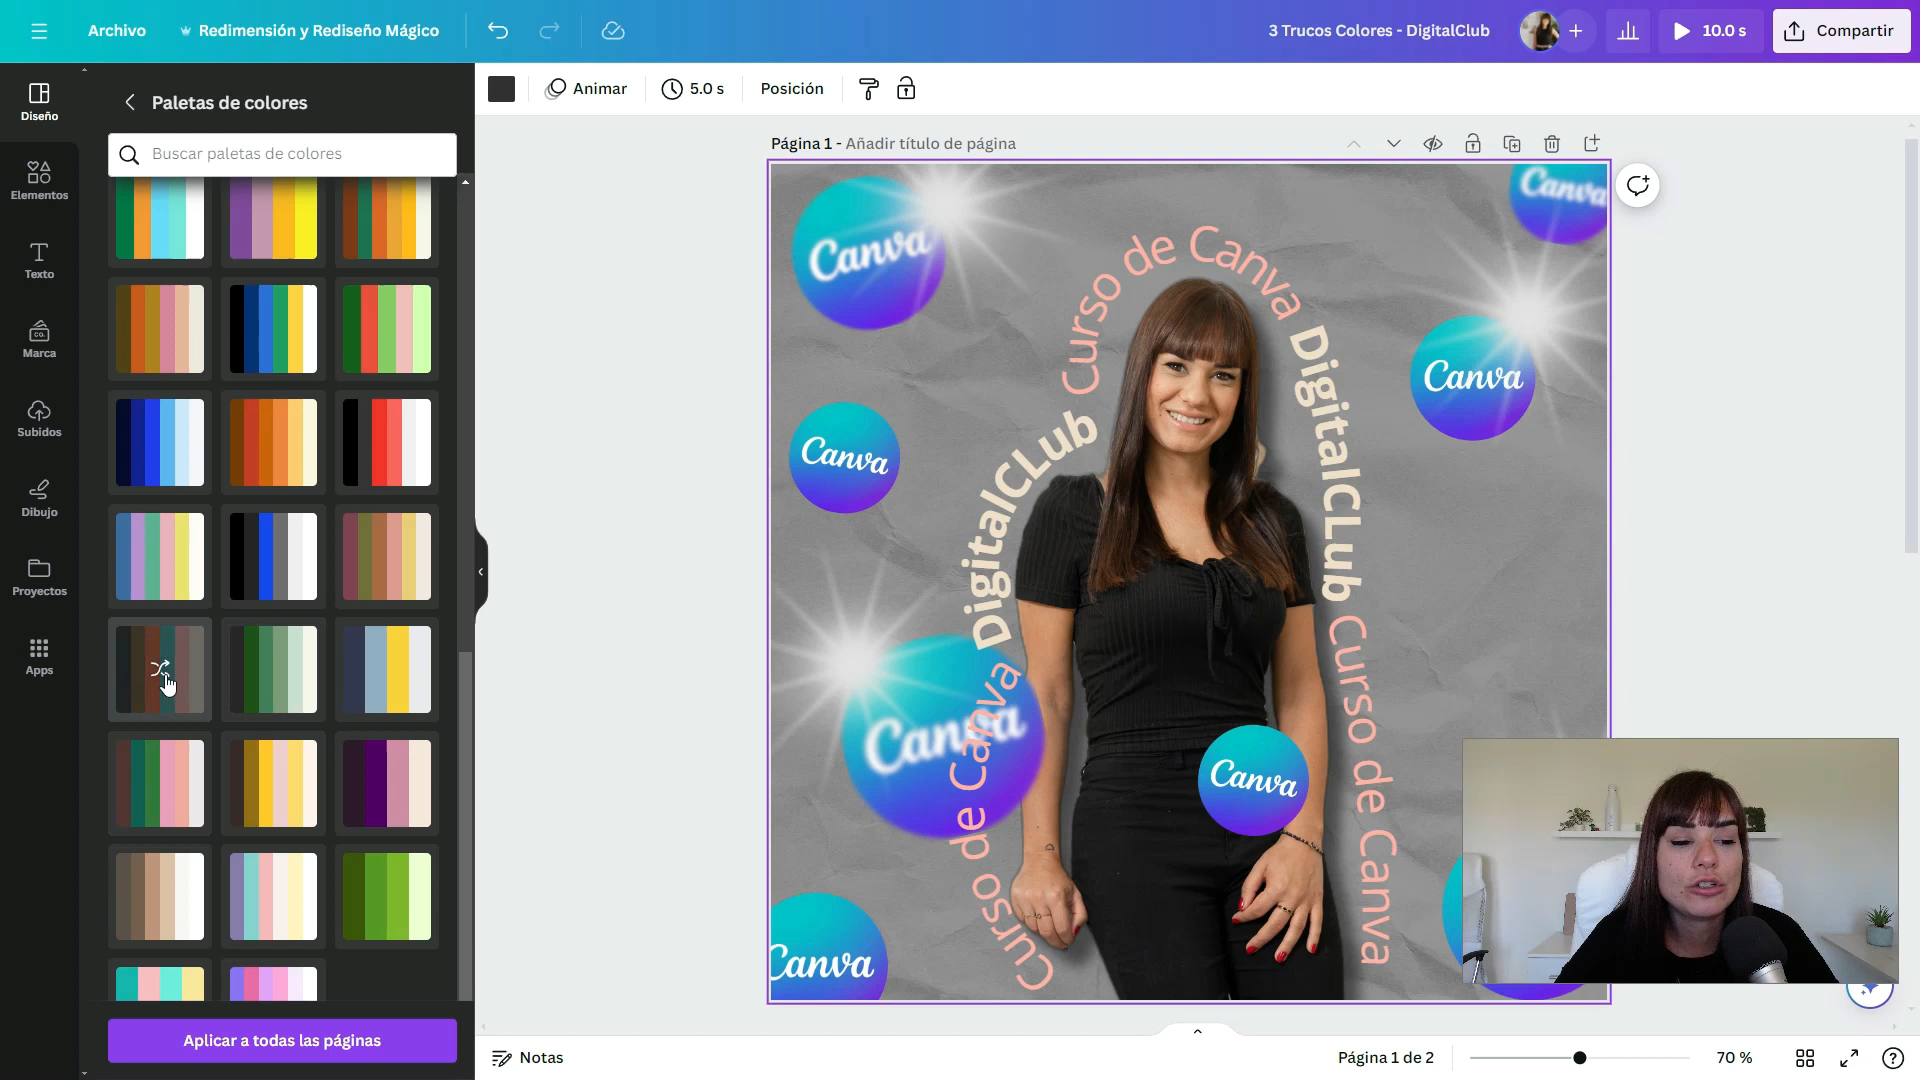 Archivo
Redimensión y Rediseño Mágico
3 Trucos Colores - DigitalClub
10.0 s
Compartir
Diseño
Elementos
Texto
Marca
Subidos
Dibujo
Proyectos
Apps
Paletas de colores
Buscar paletas de colores
Aplicar a todas las páginas
Animar
5.0 s
Posición
Página 1 - Añadir título de página
Canva
Canva
Canva
Canva
Canva
Canva
Canva
Curso de Canva DigitalCLub Curso de Canva DigitalCLub Curso de Canva
Notas
Página 1 de 2
70 %